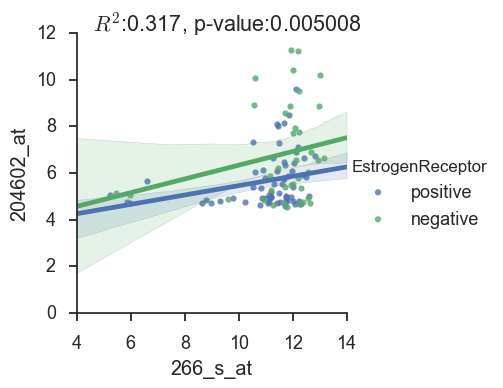 R²:0.317, p-value:0.005008
12
10
8
6
4
2
0
204602_at
4 6 8 10 12 14
266_s_at
EstrogenReceptor
positive
negative